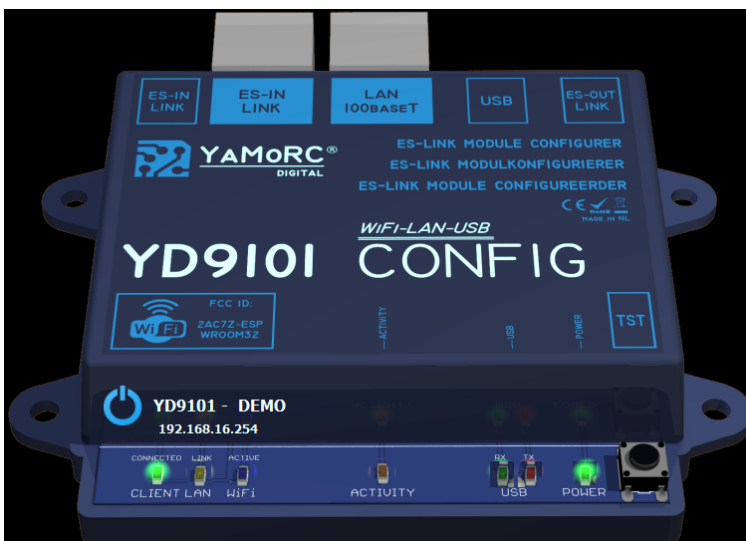 ES-IN
LINK
ES-IN
LINK
LAN
100BASET
USB
ES-OUT
LINK
YAMORC®
DIGITAL
ES-LINK MODULE CONFIGURER
ES-LINK MODULKONFIGURIERER
ES-LINK MODULE CONFIGUREERDER
CE RoHS
MADE IN NL
WiFi-LAN-USB
YD9101 CONFIG
WiFi
FCC ID:
2AC7Z-ESP
WROOM32
ACTIVITY
USB
POWER
TST
YD9101 - DEMO
192.168.16.254
CONNECTED LINK ACTIVE RX TX
CLIENT LAN WiFi ACTIVITY USB POWER